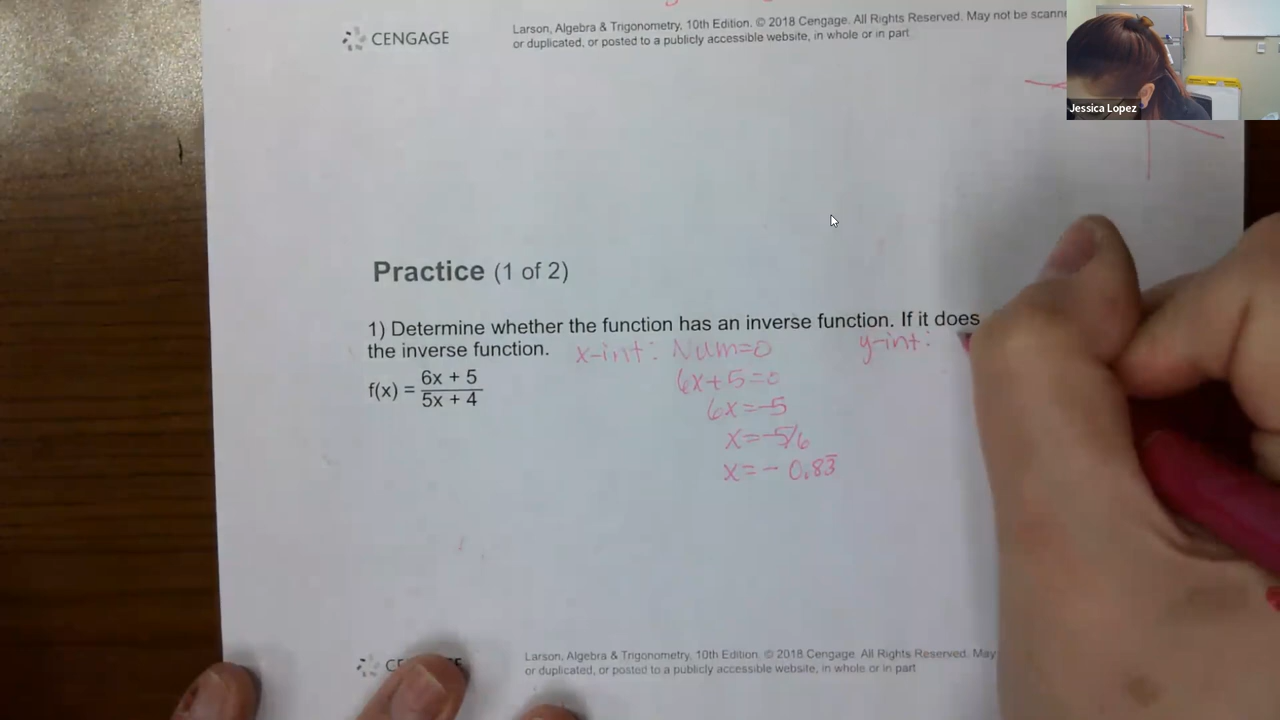 CENGAGE
Larson, Algebra & Trigonometry, 10th Edition. © 2018 Cengage. All Rights Reserved. May not be scann
or duplicated, or posted to a publicly accessible website, in whole or in part
Jessica Lopez
Practice (1 of 2)
1) Determine whether the function has an inverse function. If it does
the inverse function.
x-int: Num=0
y-int:
f(x) = 6x + 5 / 5x + 4
6x+5=0
6x=-5
x=-5/6
x=-0.83̅
Larson, Algebra & Trigonometry, 10th Edition. © 2018 Cengage. All Rights Reserved. May
or duplicated, or posted to a publicly accessible website, in whole or in part